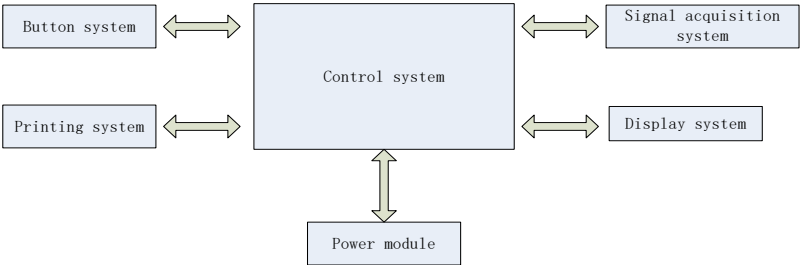 Button system
Control system
Signal acquisition
system
Printing system
Display system
Power module